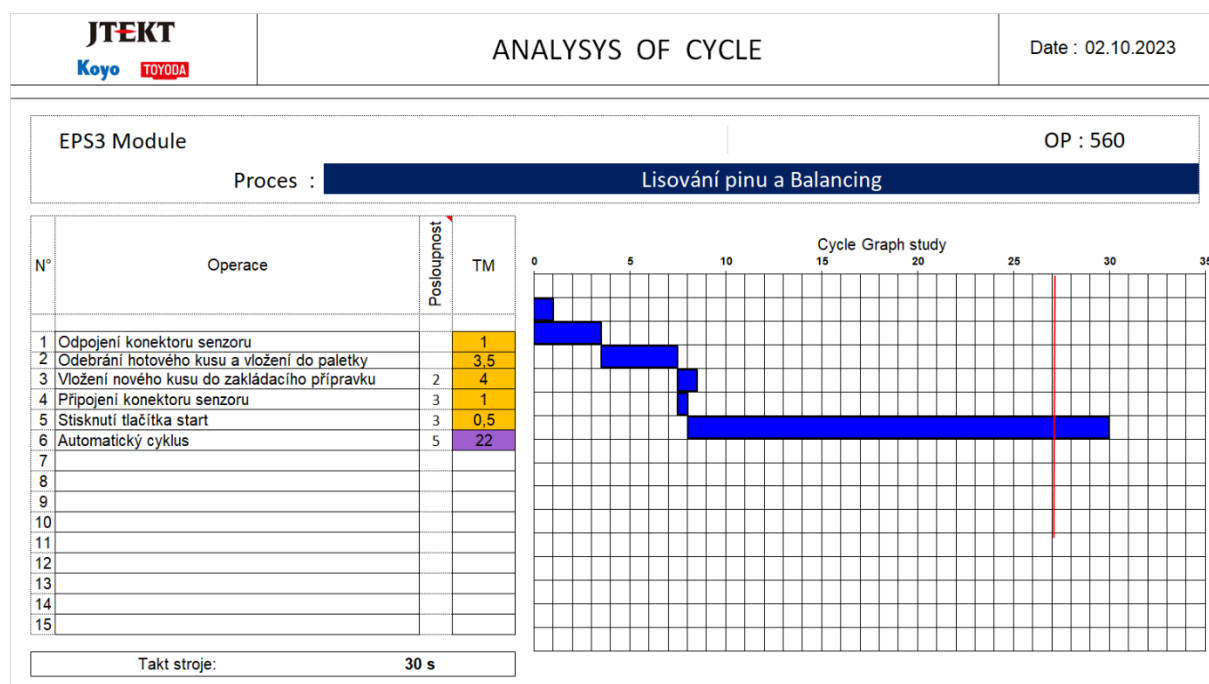 JTEKT
Koyo TOYODA
ANALYSYS OF CYCLE
Date : 02.10.2023
EPS3 Module
OP : 560
Proces :
Lisování pinu a Balancing
N° Operace Posloupnost TM
Cycle Graph study
0 5 10 15 20 25 30 35
1 Odpojení konektoru senzoru 1
2 Odebrání hotového kusu a vložení do paletky 3,5
3 Vložení nového kusu do zakládacího přípravku 2 4
4 Připojení konektoru senzoru 3 1
5 Stisknutí tlačítka start 3 0,5
6 Automatický cyklus 5 22
7
8
9
10
11
12
13
14
15
Takt stroje: 30 s